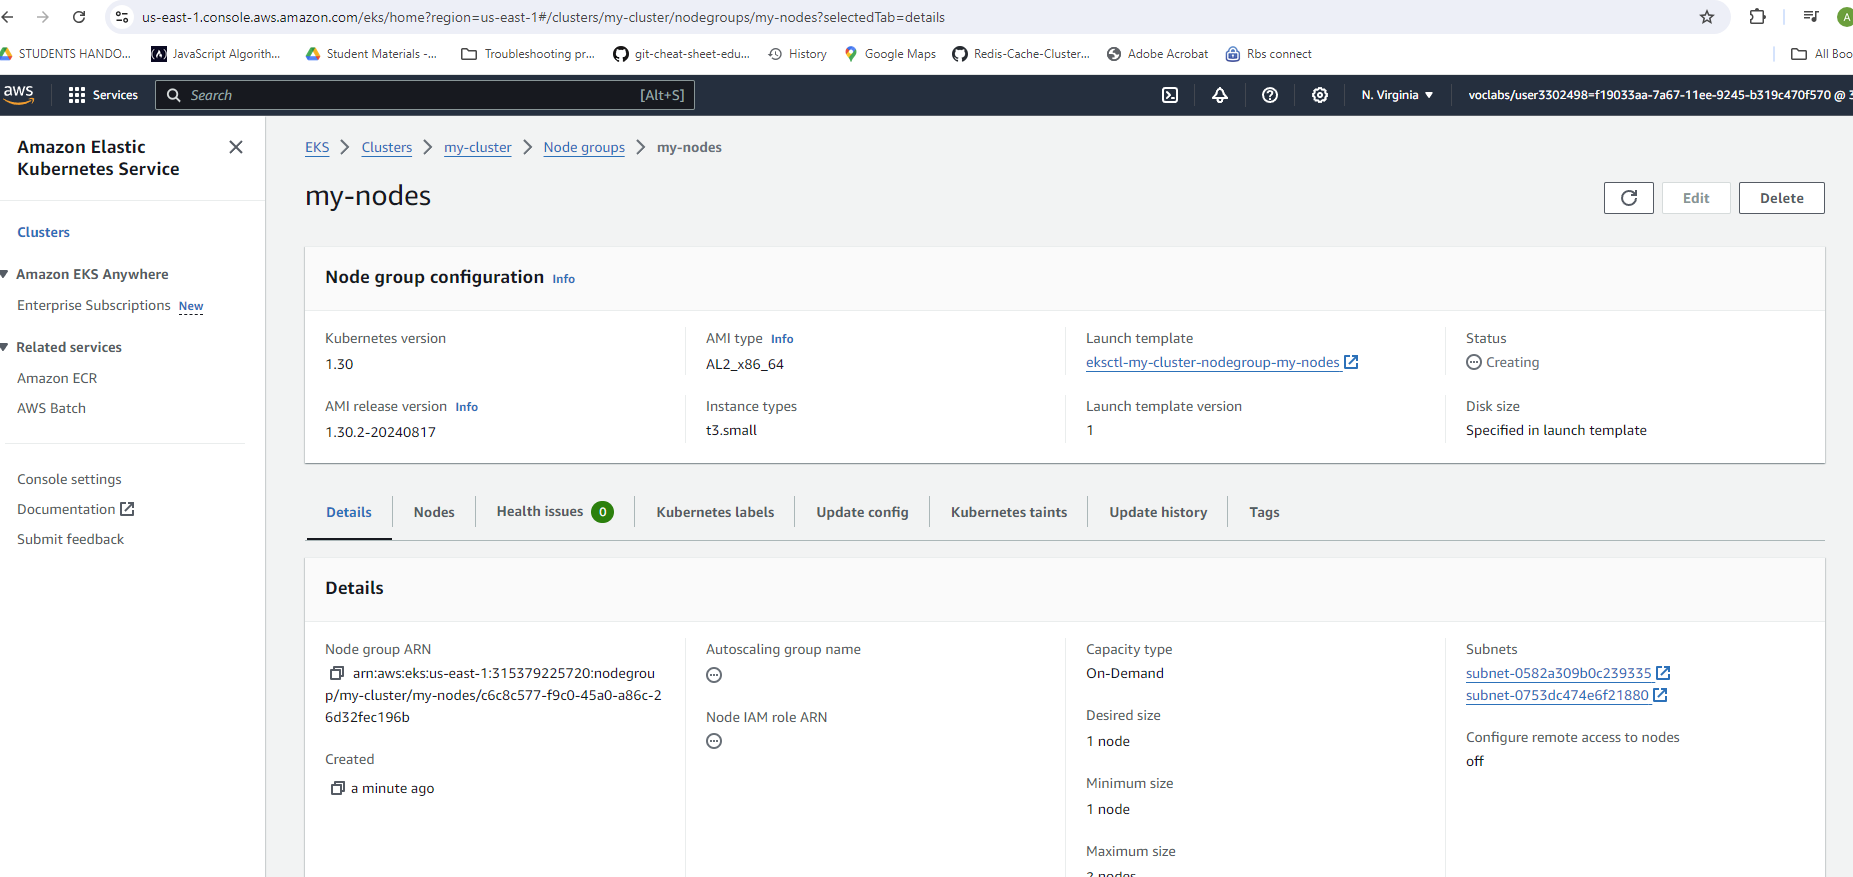 us-east-1.console.aws.amazon.com/eks/home?region=us-east-1#/clusters/my-cluster/nodegroups/my-nodes?selectedTab=details
A
STUDENTS HANDO...
JavaScript Algorith...
Student Materials -...
Troubleshooting pr...
git-cheat-sheet-edu...
History
Google Maps
Redis-Cache-Cluster...
Adobe Acrobat
Rbs connect
All Boo
aws
Services
Search
[Alt+S]
N. Virginia
voclabs/user3302498=f19033aa-7a67-11ee-9245-b319c470f570 @ 3
Amazon Elastic
Kubernetes Service
Clusters
Amazon EKS Anywhere
Enterprise Subscriptions New
Related services
Amazon ECR
AWS Batch
Console settings
Documentation
Submit feedback
EKS
Clusters
my-cluster
Node groups
my-nodes
my-nodes
Edit
Delete
Node group configuration Info
Kubernetes version
1.30
AMI release version Info
1.30.2-20240817
AMI type Info
AL2_x86_64
Instance types
t3.small
Launch template
eksctl-my-cluster-nodegroup-my-nodes
Launch template version
1
Status
Creating
Disk size
Specified in launch template
Details
Nodes
Health issues 0
Kubernetes labels
Update config
Kubernetes taints
Update history
Tags
Details
Node group ARN
arn:aws:eks:us-east-1:315379225720:nodegrou
p/my-cluster/my-nodes/c6c8c577-f9c0-45a0-a86c-2
6d32fec196b
Created
a minute ago
Autoscaling group name
Node IAM role ARN
Capacity type
On-Demand
Desired size
1 node
Minimum size
1 node
Maximum size
2 nodes
Subnets
subnet-0582a309b0c239335
subnet-0753dc474e6f21880
Configure remote access to nodes
off